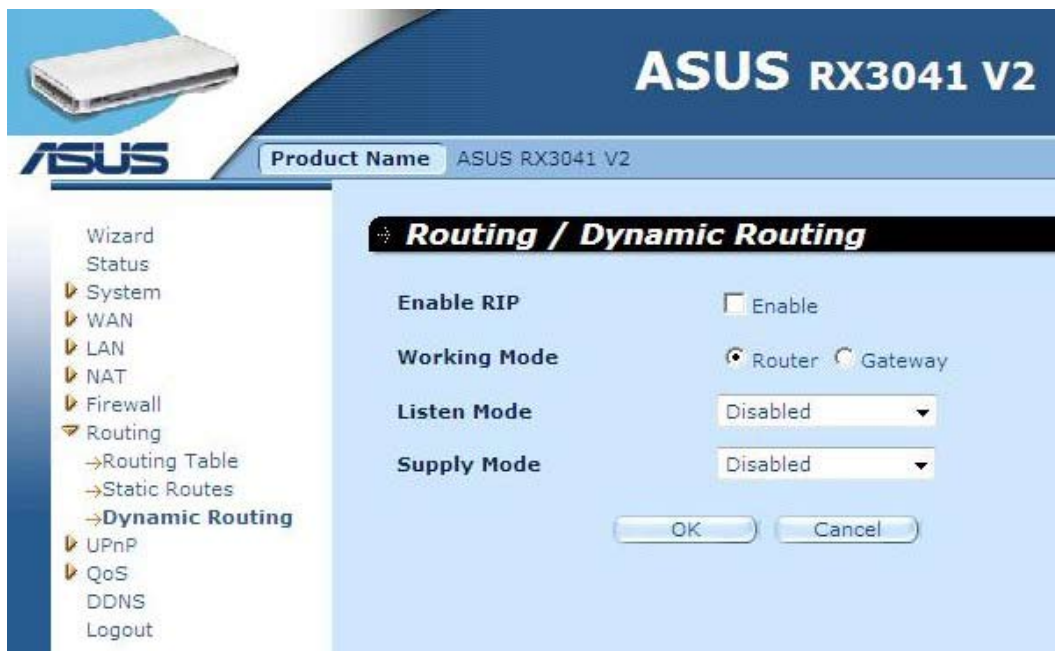 ASUS RX3041 V2
ASUS
Product Name ASUS RX3041 V2
Wizard
Status
System
WAN
LAN
NAT
Firewall
Routing
→Routing Table
→Static Routes
→Dynamic Routing
UPnP
QoS
DDNS
Logout
Routing / Dynamic Routing
Enable RIP Enable
Working Mode Router Gateway
Listen Mode Disabled
Supply Mode Disabled
OK Cancel